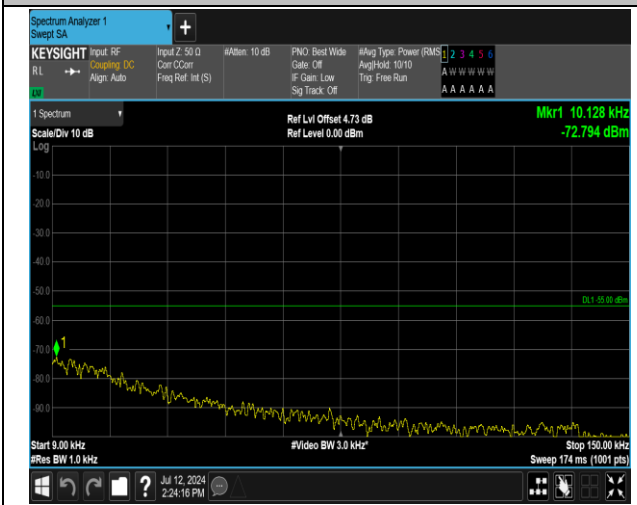 Spectrum Analyzer 1
Swept SA
+
KEYSIGHT Input: RF Input Z: 50 Ω #Atten: 10 dB PNO: Best Wide #Avg Type: Power (RMS 1 2 3 4 5 6
RL Coupling: DC Corr CCorr Gate: Off Avg|Hold: 10/10 A W W W W W
Align: Auto Freq Ref: Int (S) IF Gain: Low Trig: Free Run
Sig Track: Off A A A A A A
1 Spectrum Ref Lvl Offset 4.73 dB Mkr1 10.128 kHz
Scale/Div 10 dB Ref Level 0.00 dBm -72.794 dBm
Log
-10.0
-20.0
-30.0
-40.0
-50.0
DL1 -55.00 dBm
-60.0
1
-70.0
-80.0
-90.0
Start 9.00 kHz #Video BW 3.0 kHz* Stop 150.00 kHz
#Res BW 1.0 kHz Sweep 174 ms (1001 pts)
? Jul 12, 2024
2:24:16 PM